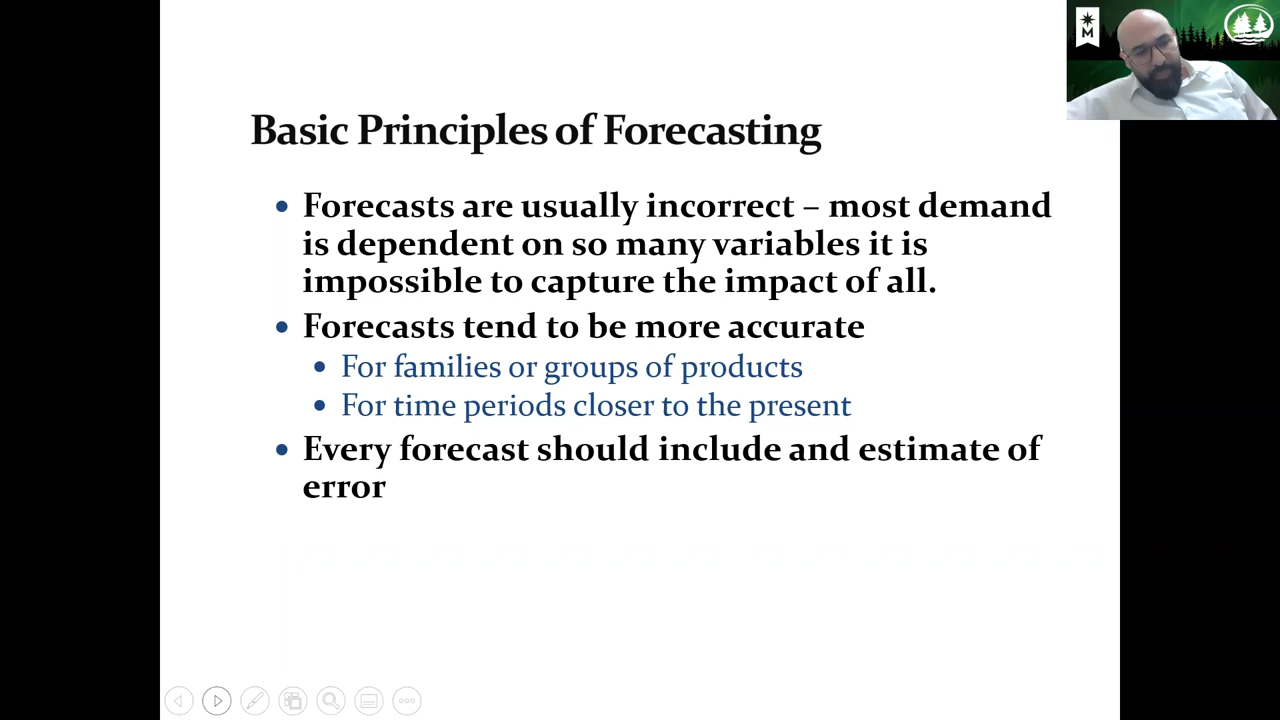 M
Basic Principles of Forecasting
• Forecasts are usually incorrect – most demand
is dependent on so many variables it is
impossible to capture the impact of all.
• Forecasts tend to be more accurate
• For families or groups of products
• For time periods closer to the present
• Every forecast should include and estimate of
error